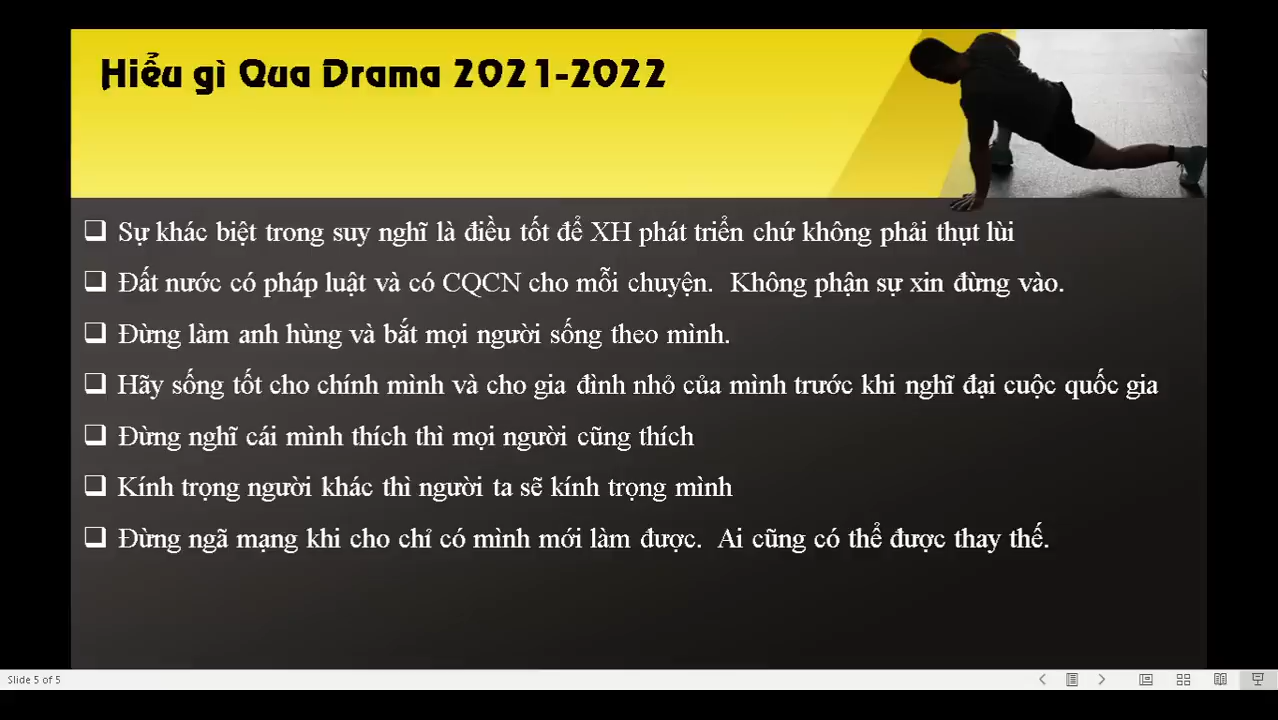 Hiểu gì Qua Drama 2021-2022
Sự khác biệt trong suy nghĩ là điều tốt để XH phát triển chứ không phải thụt lùi
Đất nước có pháp luật và có CQCN cho mỗi chuyện. Không phận sự xin đừng vào.
Đừng làm anh hùng và bắt mọi người sống theo mình.
Hãy sống tốt cho chính mình và cho gia đình nhỏ của mình trước khi nghĩ đại cuộc quốc gia
Đừng nghĩ cái mình thích thì mọi người cũng thích
Kính trọng người khác thì người ta sẽ kính trọng mình
Đừng ngã mạng khi cho chỉ có mình mới làm được. Ai cũng có thể được thay thế.
Slide 5 of 5